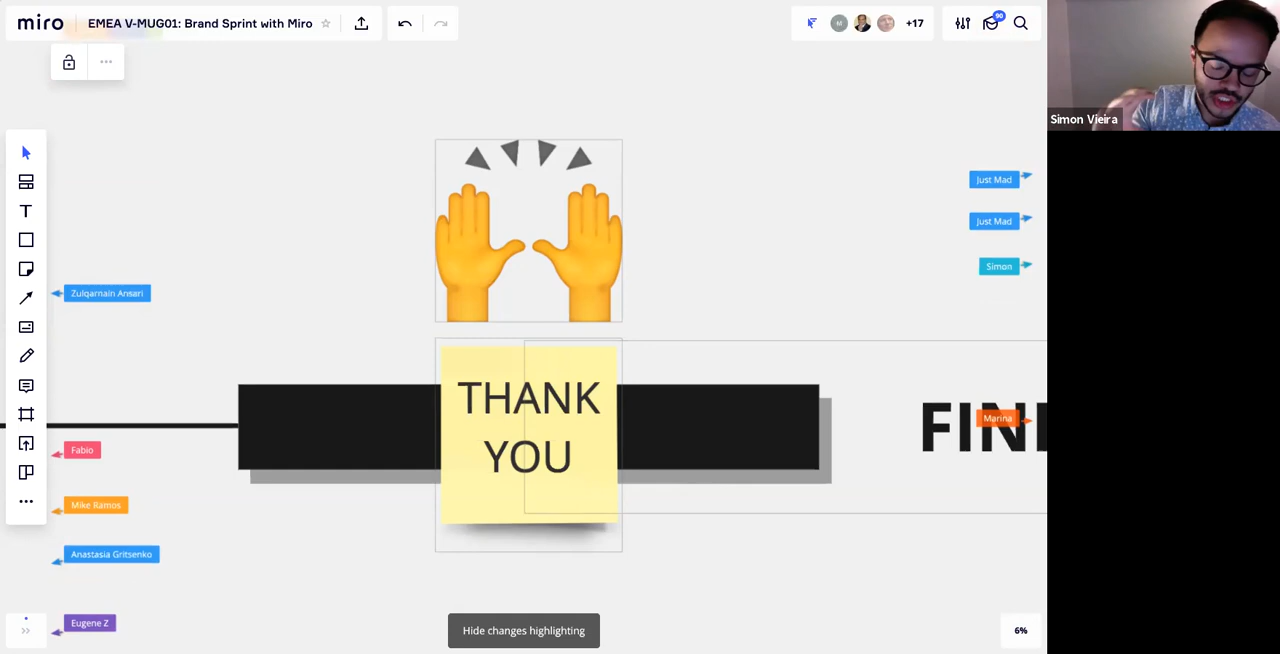 miro
EMEA V-MUG01: Brand Sprint with Miro
M
+17
90
Simon Vieira
T
Just Mad
Just Mad
Simon
Zulqarnain Ansari
THANK
YOU
Marina
Fabio
Mike Ramos
Anastasia Gritsenko
Eugene Z
Hide changes highlighting
6%